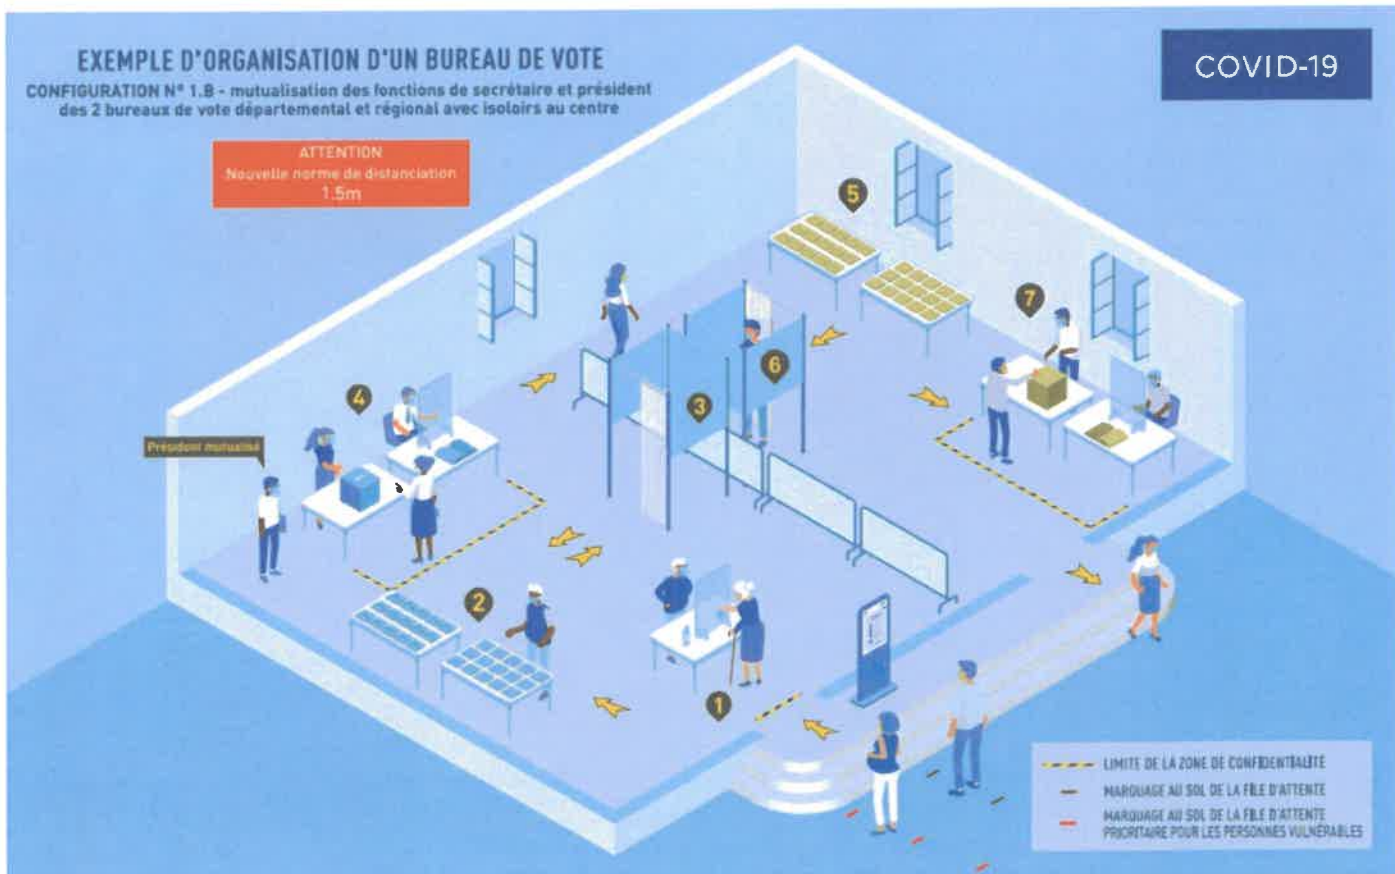 EXEMPLE D'ORGANISATION D'UN BUREAU DE VOTE
CONFIGURATION N° 1.B - mutualisation des fonctions de secrétaire et président
des 2 bureaux de vote départemental et régional avec isoloirs au centre
COVID-19
ATTENTION
Nouvelle norme de distanciation
1.5m
5
7
6
4
3
Président mutualisé
2
1
LIMITE DE LA ZONE DE CONFIDENTIALITÉ
MARQUAGE AU SOL DE LA FILE D'ATTENTE
MARQUAGE AU SOL DE LA FILE D'ATTENTE
PRIORITAIRE POUR LES PERSONNES VULNÉRABLES